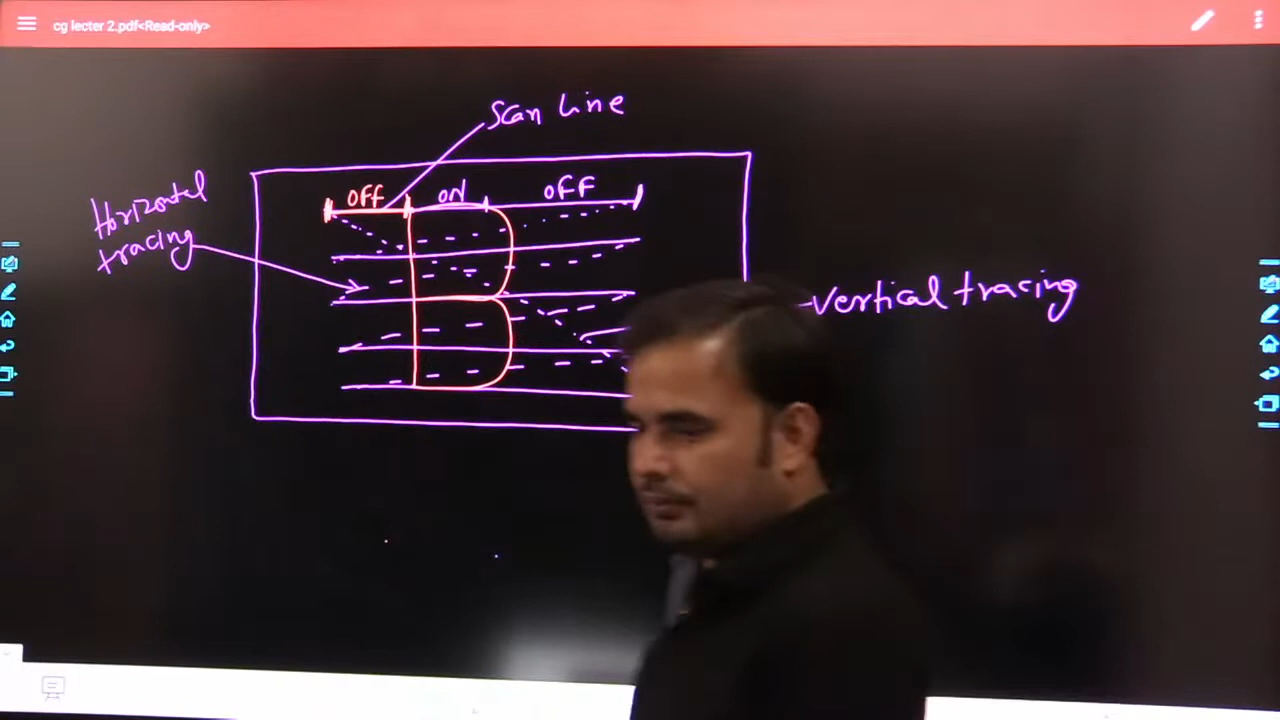 cg lecter 2.pdf<Read-only>
Scan Line
Horizontal
tracing
OFF
ON
OFF
Vertical tracing